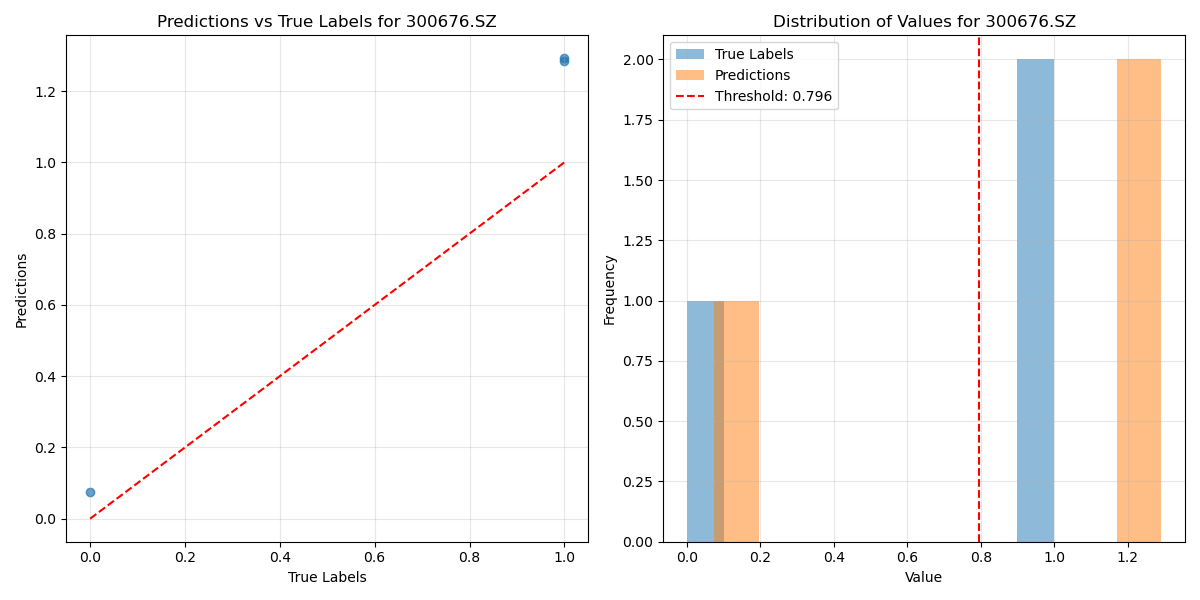 Predictions vs True Labels for 300676.SZ
Predictions
1.2
1.0
0.8
0.6
0.4
0.2
0.0
0.0 0.2 0.4 0.6 0.8 1.0
True Labels
Distribution of Values for 300676.SZ
True Labels
Predictions
Threshold: 0.796
Frequency
2.00
1.75
1.50
1.25
1.00
0.75
0.50
0.25
0.00
0.0 0.2 0.4 0.6 0.8 1.0 1.2
Value